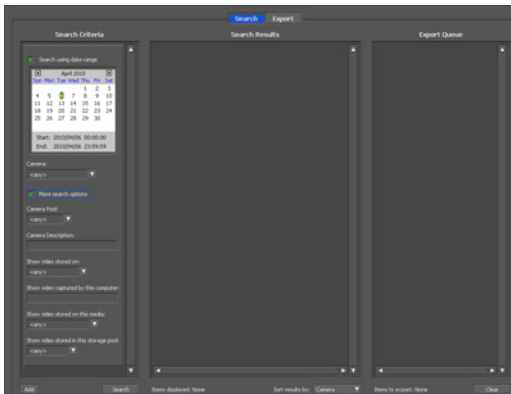 Search Export
Search Criteria
Search using date range
April 2010
Sun Mon Tue Wed Thu Fri Sat
1 2 3
4 5 6 7 8 9 10
11 12 13 14 15 16 17
18 19 20 21 22 23 24
25 26 27 28 29 30
Start: 2010/04/06 00:00:00
End: 2010/04/06 23:59:59
Camera:
<any>
More search options
Camera Pool:
<any>
Camera Description:
Show video stored on:
<any>
Show video captured by this computer:
Show video stored on this media:
<any>
Show video stored in this storage pool:
<any>
Add Search
Search Results
Items displayed: None Sort results by: Camera
Export Queue
Items to export: None Clear